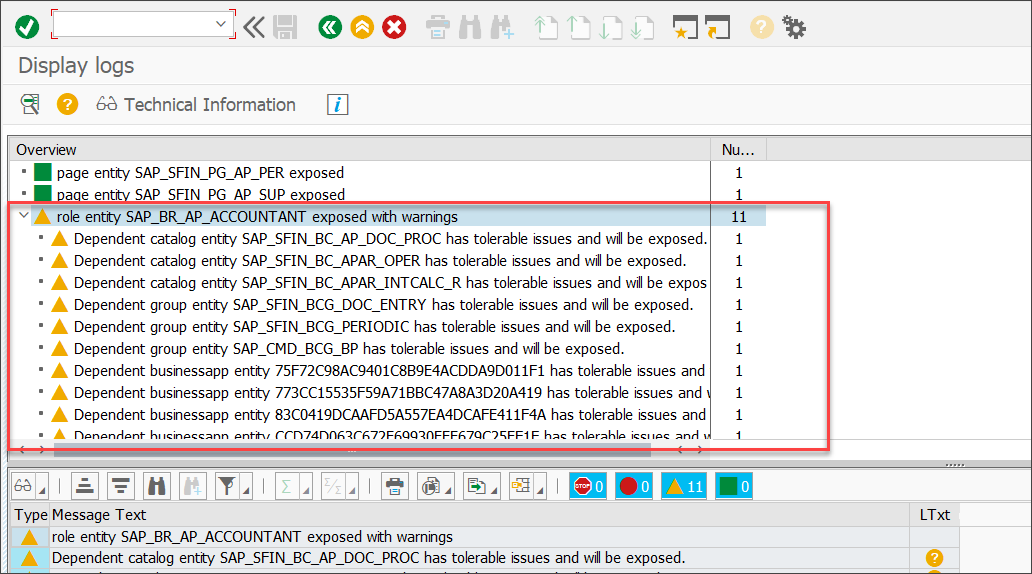 Display logs
Technical Information
Overview Nu...
page entity SAP_SFIN_PG_AP_PER exposed 1
page entity SAP_SFIN_PG_AP_SUP exposed 1
role entity SAP_BR_AP_ACCOUNTANT exposed with warnings 11
Dependent catalog entity SAP_SFIN_BC_AP_DOC_PROC has tolerable issues and will be exposed. 1
Dependent catalog entity SAP_SFIN_BC_APAR_OPER has tolerable issues and will be exposed. 1
Dependent catalog entity SAP_SFIN_BC_APAR_INTCALC_R has tolerable issues and will be expos 1
Dependent group entity SAP_SFIN_BCG_DOC_ENTRY has tolerable issues and will be exposed. 1
Dependent group entity SAP_SFIN_BCG_PERIODIC has tolerable issues and will be exposed. 1
Dependent group entity SAP_CMD_BCG_BP has tolerable issues and will be exposed. 1
Dependent businessapp entity 75F72C98AC9401C8B9E4ACDDA9D011F1 has tolerable issues and 1
Dependent businessapp entity 773CC15535F59A71BBC47A8A3D20A419 has tolerable issues and w 1
Dependent businessapp entity 83C0419DCAAFD5A557EA4DCAFE411F4A has tolerable issues and 1
Dependent businessapp entity has tolerable issues and w 1
STOP 0 0 11 0
Type Message Text LTxt
role entity SAP_BR_AP_ACCOUNTANT exposed with warnings
Dependent catalog entity SAP_SFIN_BC_AP_DOC_PROC has tolerable issues and will be exposed.